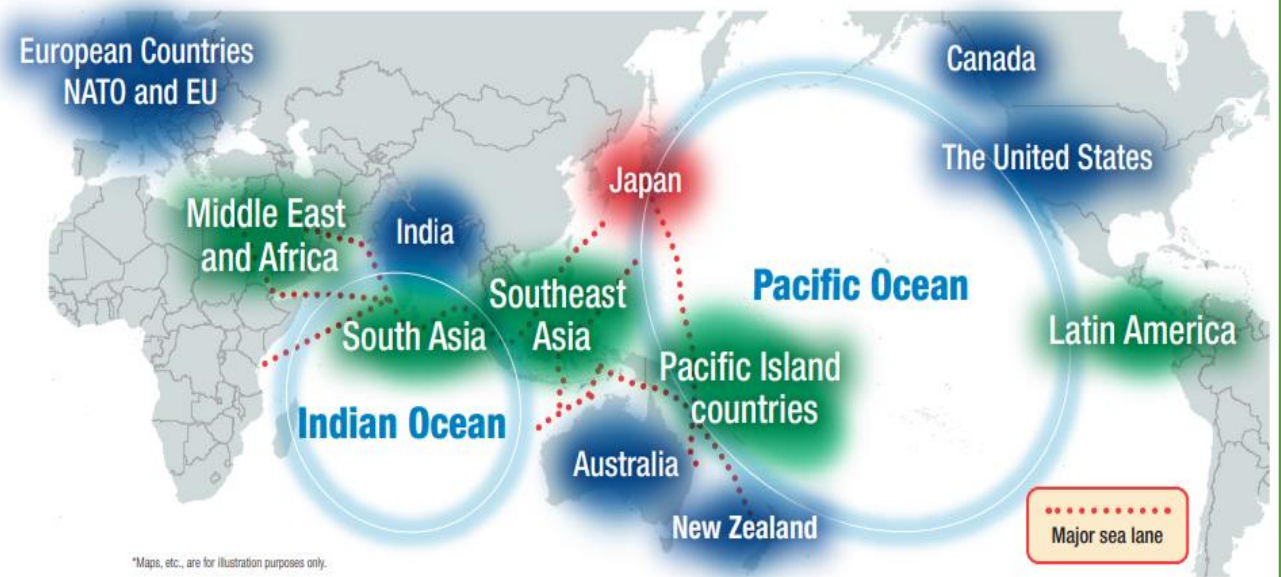 European Countries
NATO and EU
Canada
The United States
Japan
Middle East
and Africa
India
Pacific Ocean
Southeast
Asia
South Asia
Latin America
Pacific Island
countries
Indian Ocean
Australia
New Zealand
Major sea lane
*Maps, etc., are for illustration purposes only.